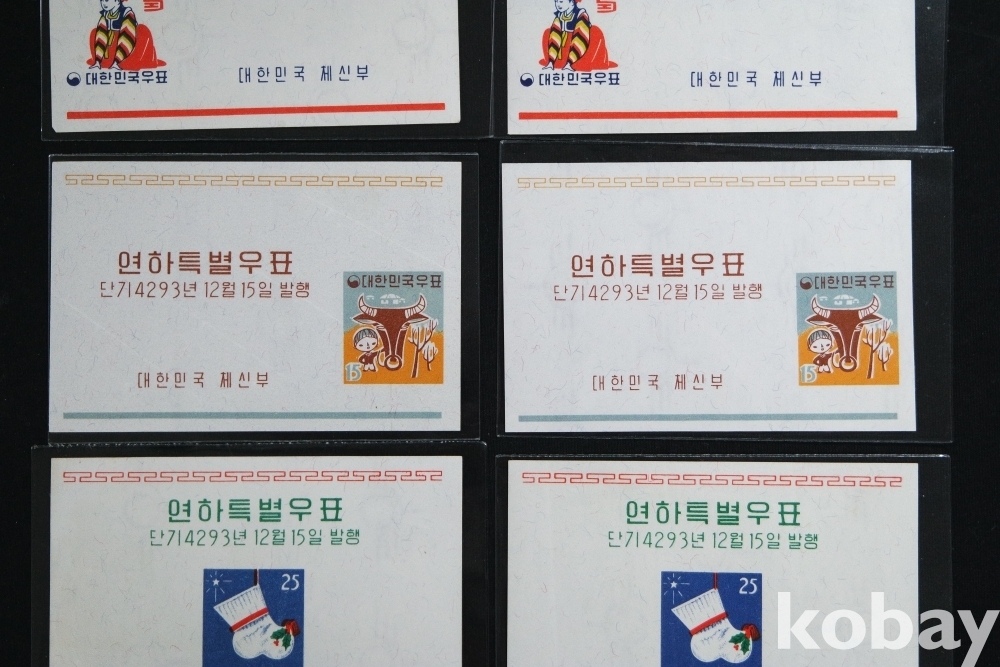 대한민국우표
대한민국 체신부
대한민국우표
대한민국 체신부
연하특별우표
단기4293년 12월 15일 발행
대한민국우표
15
대한민국 체신부
연하특별우표
단기4293년 12월 15일 발행
대한민국우표
15
대한민국 체신부
연하특별우표
단기4293년 12월 15일 발행
25
연하특별우표
단기4293년 12월 15일 발행
25
kobay